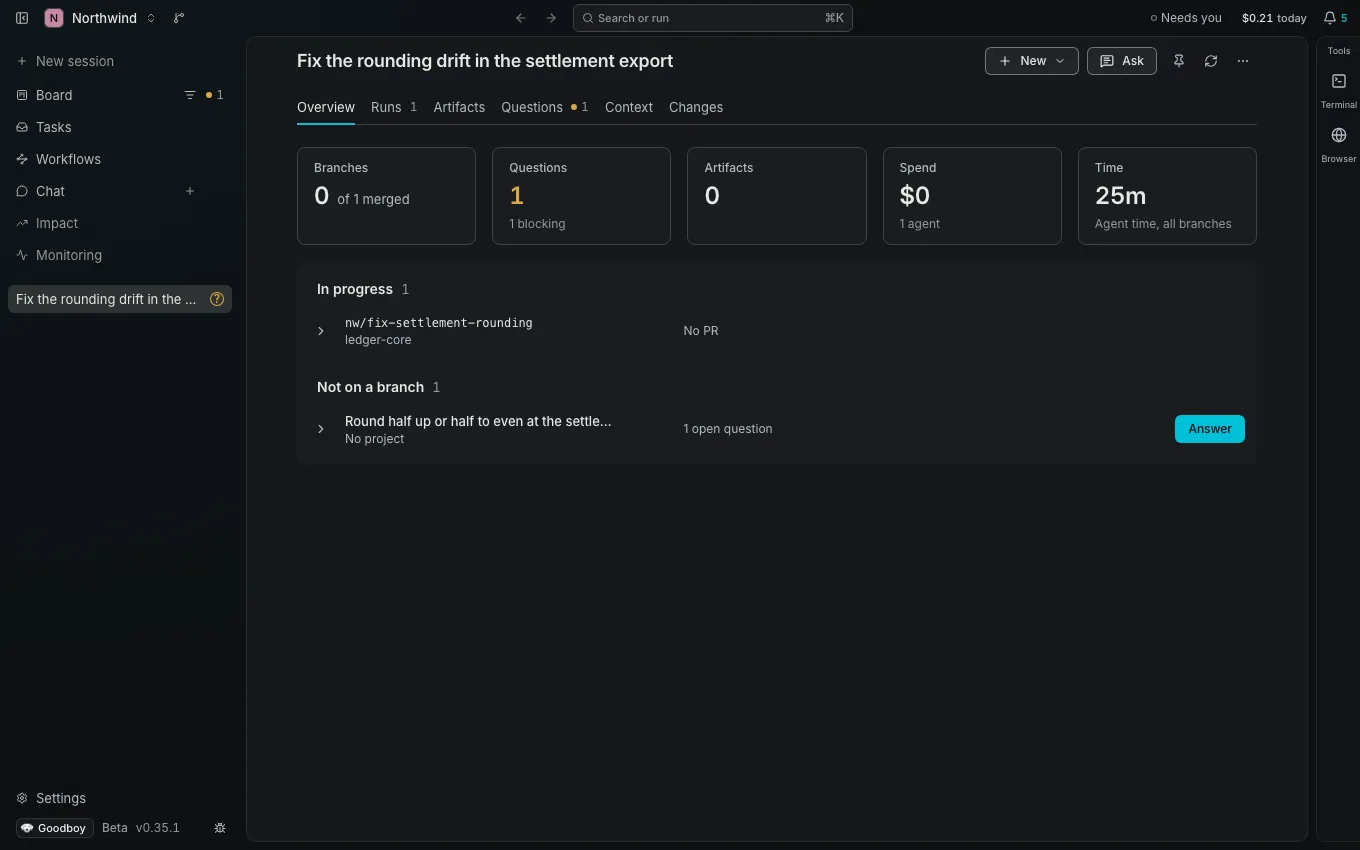 N Northwind
Search or run ⌘K
Needs you
$0.21 today
5
New session
Board 1
Tasks
Workflows
Chat
Impact
Monitoring
Fix the rounding drift in the ...
Settings
Goodboy Beta v0.35.1
Fix the rounding drift in the settlement export
New
Ask
Overview Runs 1 Artifacts Questions 1 Context Changes
Branches
0 of 1 merged
Questions
1
1 blocking
Artifacts
0
Spend
$0
1 agent
Time
25m
Agent time, all branches
In progress 1
nw/fix-settlement-rounding
ledger-core
No PR
Not on a branch 1
Round half up or half to even at the settle...
No project
1 open question
Answer
Tools
Terminal
Browser